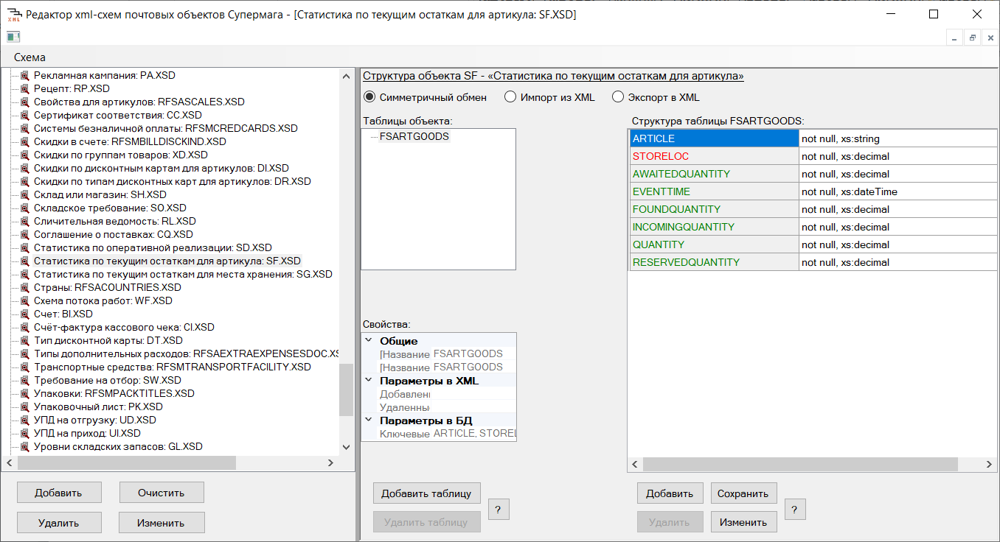 Редактор xml-схем почтовых объектов Супермага - [Статистика по текущим остаткам для артикула: SF.XSD]
Схема
Рекламная кампания: PA.XSD
Рецепт: RP.XSD
Свойства для артикулов: RFSASCALES.XSD
Сертификат соответствия: CC.XSD
Системы безналичной оплаты: RFSMCREDCARDS.XSD
Скидки в счете: RFSMBILLDISCKIND.XSD
Скидки по группам товаров: XD.XSD
Скидки по дисконтным картам для артикулов: DI.XSD
Скидки по типам дисконтных карт для артикулов: DR.XSD
Склад или магазин: SH.XSD
Складское требование: SO.XSD
Сличительная ведомость: RL.XSD
Соглашение о поставках: CQ.XSD
Статистика по оперативной реализации: SD.XSD
Статистика по текущим остаткам для артикула: SF.XSD
Статистика по текущим остаткам для места хранения: SG.XSD
Страны: RFSACOUNTRIES.XSD
Схема потока работ: WF.XSD
Счет: BI.XSD
Счёт-фактура кассового чека: CI.XSD
Тип дисконтной карты: DT.XSD
Типы дополнительных расходов: RFSAEXTRAEXPENSESDOC.XS
Транспортные средства: RFSMTRANSPORTFACILITY.XSD
Требование на отбор: SW.XSD
Упаковки: RFSMPACKTITLES.XSD
Упаковочный лист: PK.XSD
УПД на отгрузку: UD.XSD
УПД на приход: UI.XSD
Уровни складских запасов: GL.XSD
Добавить Очистить
Удалить Изменить
Структура объекта SF - «Статистика по текущим остаткам для артикула»
Симметричный обмен Импорт из XML Экспорт в XML
Таблицы объекта:
FSARTGOODS
Свойства:
Общие
[Название FSARTGOODS
[Название FSARTGOODS
Параметры в XML
Добавлен
Удаленны
Параметры в БД
Ключевые ARTICLE, STOREL
Добавить таблицу
Удалить таблицу
?
Структура таблицы FSARTGOODS:
ARTICLE not null, xs:string
STORELOC not null, xs:decimal
AWAITEDQUANTITY not null, xs:decimal
EVENTTIME not null, xs:dateTime
FOUNDQUANTITY not null, xs:decimal
INCOMINGQUANTITY not null, xs:decimal
QUANTITY not null, xs:decimal
RESERVEDQUANTITY not null, xs:decimal
Добавить Сохранить
Удалить Изменить
?